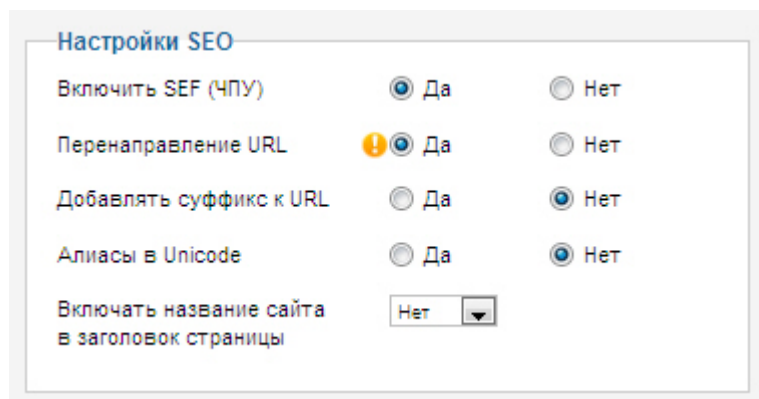 Настройки SEO
Включить SEF (ЧПУ) Да Нет
Перенаправление URL Да Нет
Добавлять суффикс к URL Да Нет
Алиасы в Unicode Да Нет
Включать название сайта Нет
в заголовок страницы